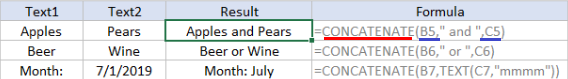 Text1 Text2 Result Formula
Apples Pears Apples and Pears =CONCATENATE(B5," and ",C5)
Beer Wine Beer or Wine =CONCATENATE(B6," or ",C6)
Month: 7/1/2019 Month: July =CONCATENATE(B7,TEXT(C7,"mmmm"))